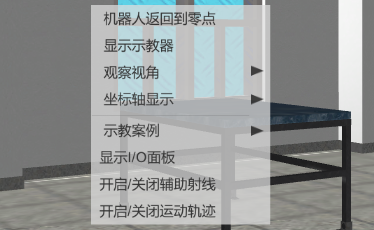 机器人返回到零点
显示示教器
观察视角
坐标轴显示
示教案例
显示I/O面板
开启/关闭辅助射线
开启/关闭运动轨迹